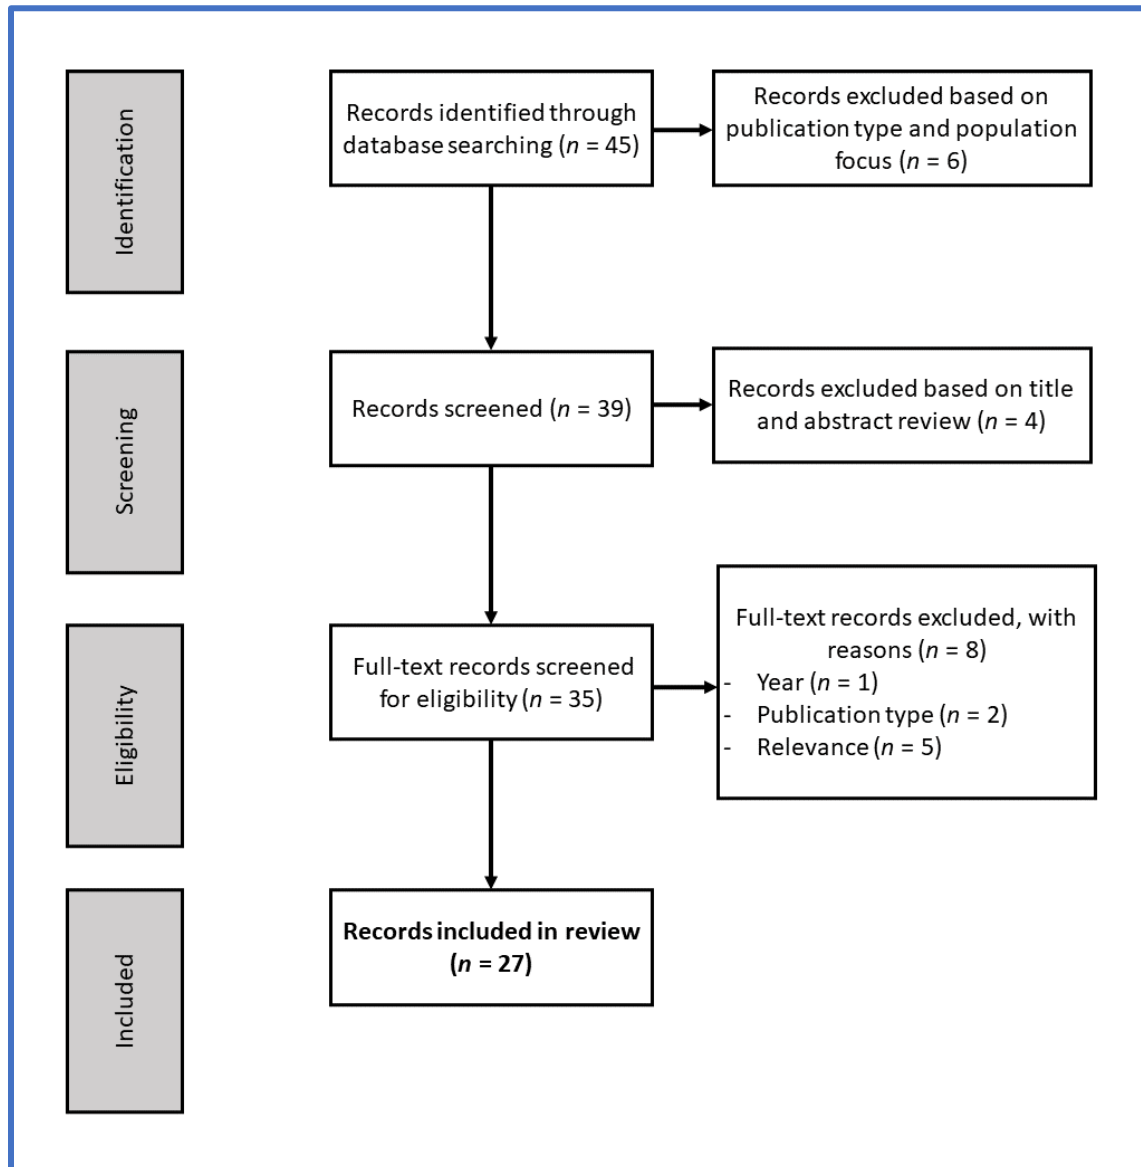 Identification
Records identified through
database searching (n = 45)
Records excluded based on
publication type and population
focus (n = 6)
Screening
Records screened (n = 39)
Records excluded based on title
and abstract review (n = 4)
Eligibility
Full-text records screened
for eligibility (n = 35)
Full-text records excluded, with
reasons (n = 8)
- Year (n = 1)
- Publication type (n = 2)
- Relevance (n = 5)
Included
Records included in review
(n = 27)